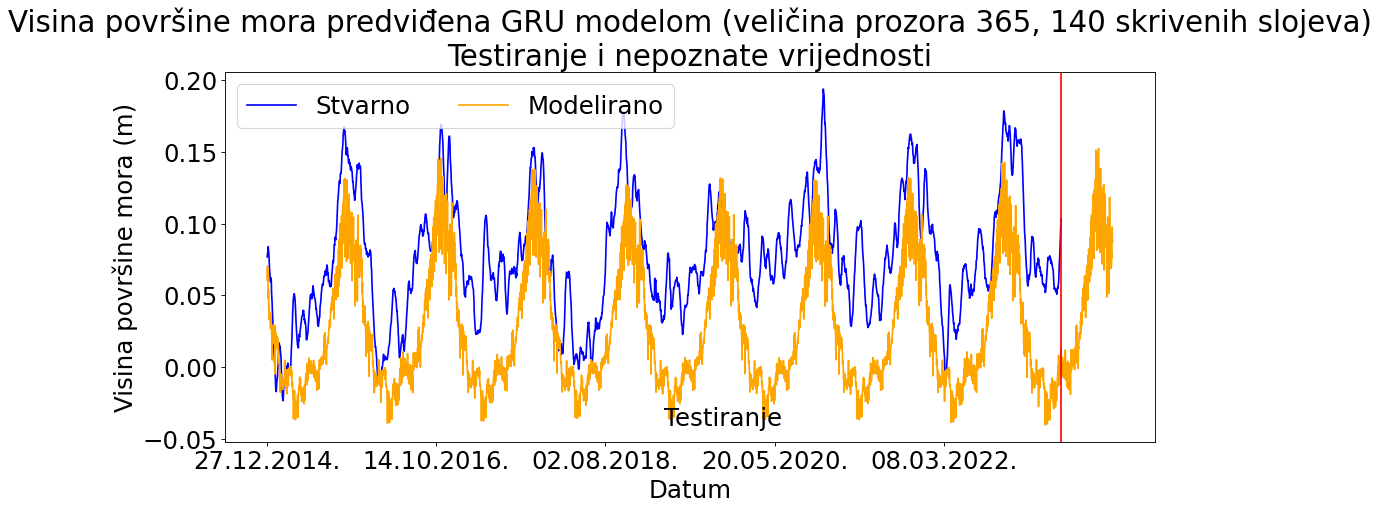 Visina površine mora predviđena GRU modelom (veličina prozora 365, 140 skrivenih slojeva)
Testiranje i nepoznate vrijednosti
Stvarno
Modelirano
Visina površine mora (m)
0.20
0.15
0.10
0.05
0.00
−0.05
Testiranje
27.12.2014.
14.10.2016.
02.08.2018.
20.05.2020.
08.03.2022.
Datum